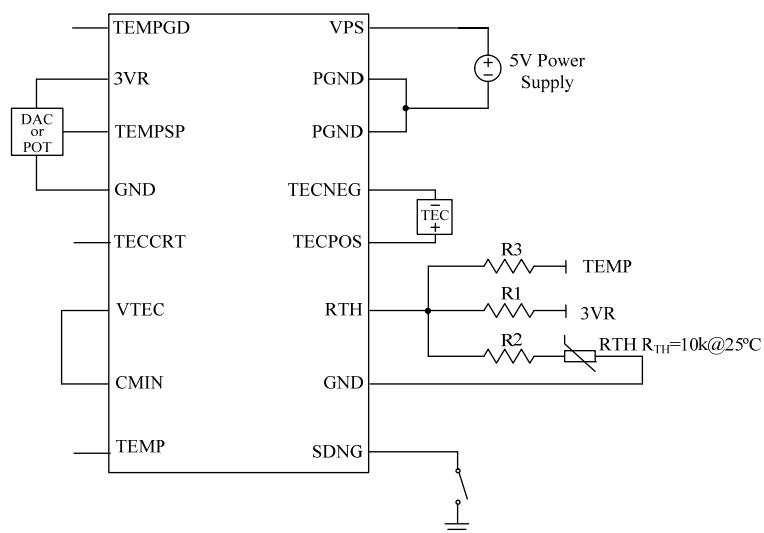 TEMPGD
VPS
5V Power
Supply
3VR
PGND
DAC
or
POT
TEMPSP
PGND
GND
TECNEG
TEC
TECCRT
TECPOS
R3
TEMP
VTEC
RTH
R1
3VR
R2
RTH R_TH=10k@25ºC
CMIN
GND
TEMP
SDNG